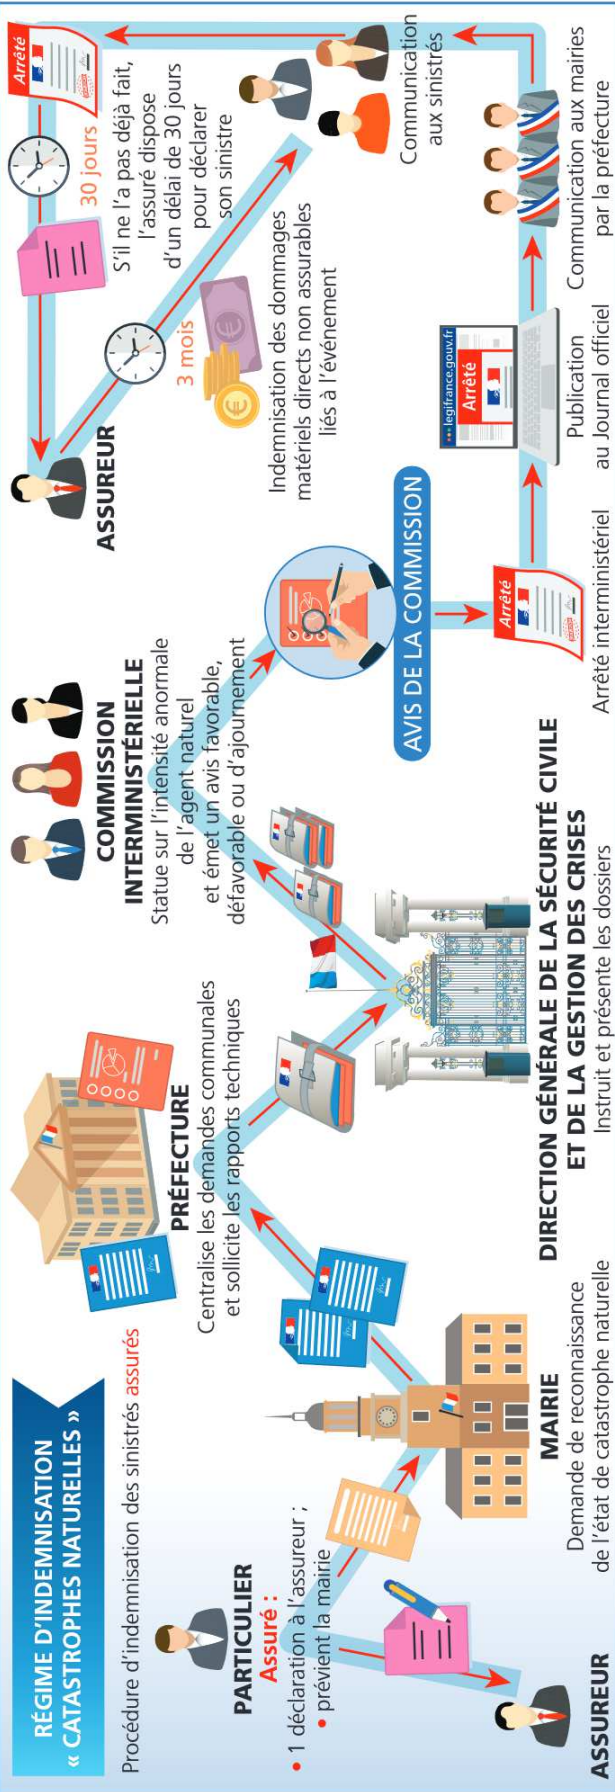 RÉGIME D'INDEMNISATION
« CATASTROPHES NATURELLES »
Procédure d'indemnisation des sinistrés assurés
PARTICULIER
Assuré :
• 1 déclaration à l'assureur ;
• prévient la mairie
ASSUREUR
MAIRIE
Demande de reconnaissance
de l'état de catastrophe naturelle
PRÉFECTURE
Centralise les demandes communales
et sollicite les rapports techniques
DIRECTION GÉNÉRALE DE LA SÉCURITÉ CIVILE
ET DE LA GESTION DES CRISES
Instruit et présente les dossiers
COMMISSION
INTERMINISTÉRIELLE
Statue sur l'intensité anormale
de l'agent naturel
et émet un avis favorable,
défavorable ou d'ajournement
AVIS DE LA COMMISSION
Arrêté
Arrêté interministériel
legifrance.gouv.fr
Arrêté
Publication
au Journal officiel
Communication aux mairies
par la préfecture
Communication
aux sinistrés
Arrêté
30 jours
S'il ne l'a pas déjà fait,
l'assuré dispose
d'un délai de 30 jours
pour déclarer
son sinistre
ASSUREUR
3 mois
Indemnisation des dommages
matériels directs non assurables
liés à l'événement